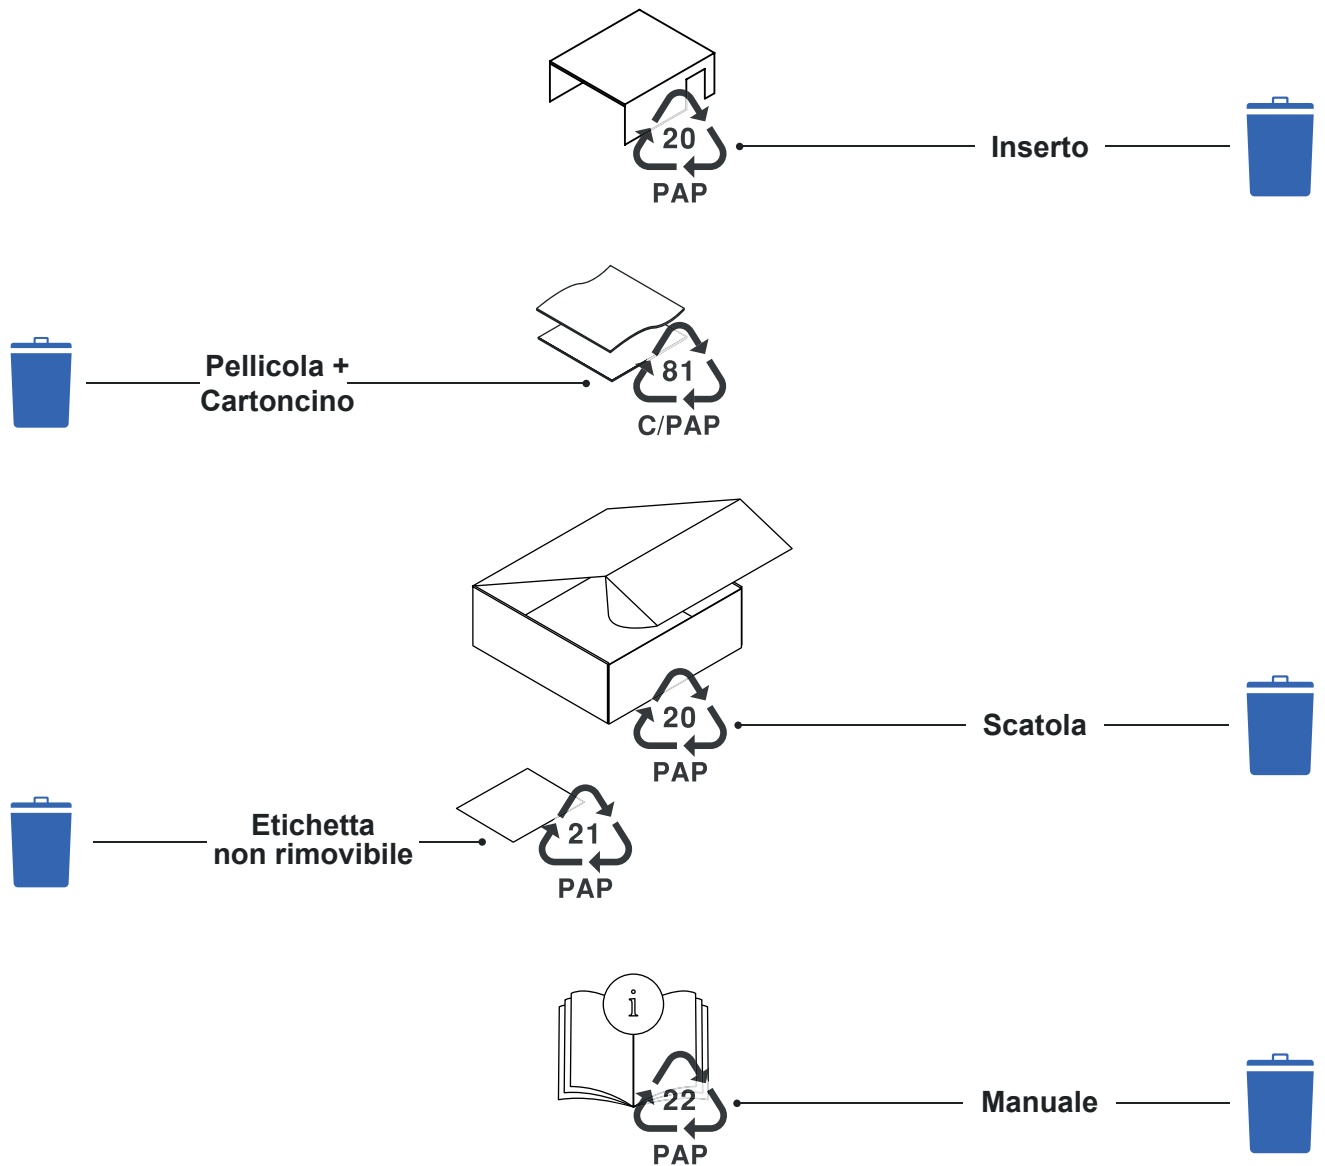 20
PAP
Inserto
Pellicola +
Cartoncino
81
C/PAP
20
PAP
Scatola
Etichetta
non rimovibile
21
PAP
i
22
PAP
Manuale